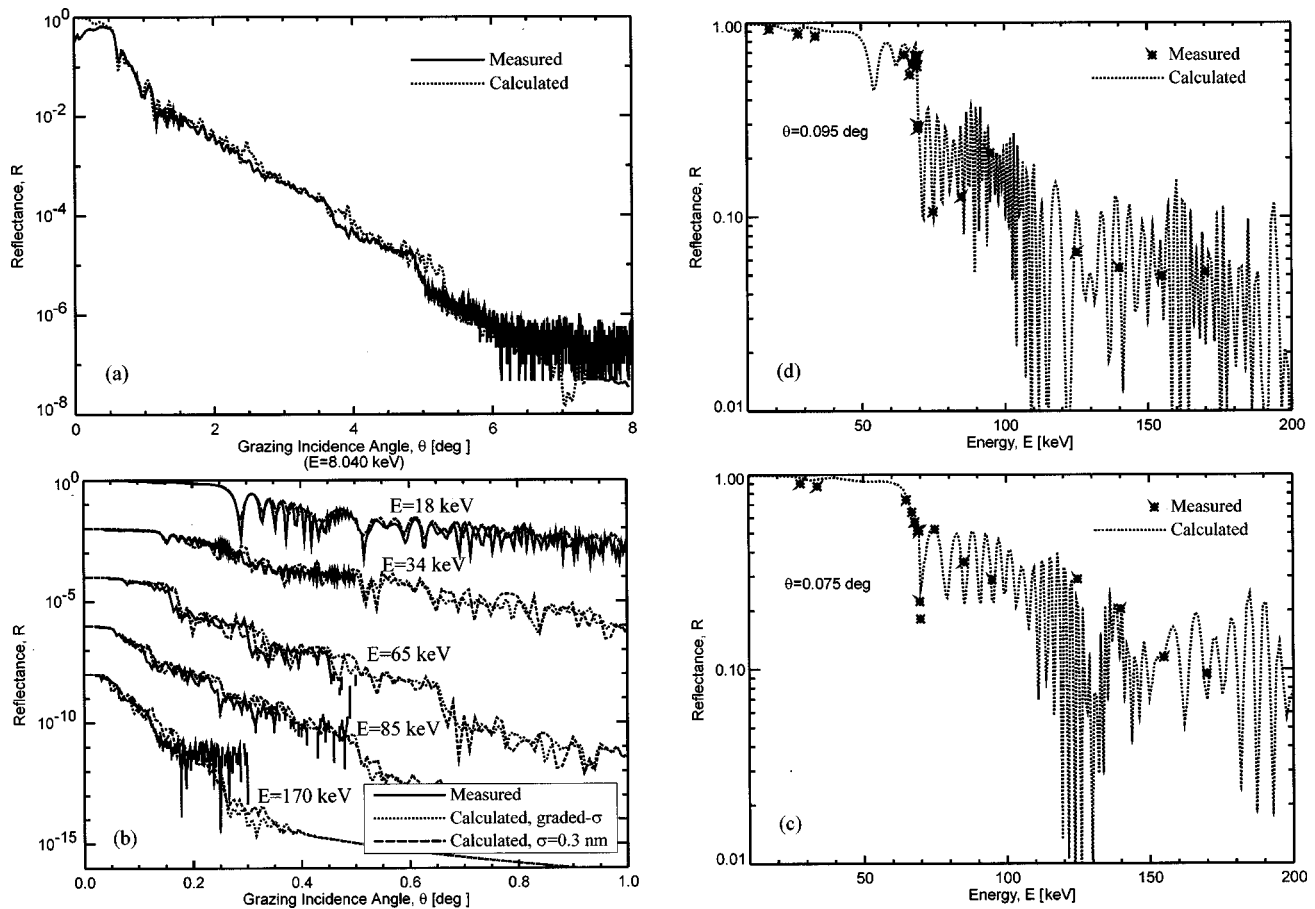 10^0
10^-2
10^-4
10^-6
10^-8
Reflectance, R
Measured
Calculated
(a)
0 2 4 6 8
Grazing Incidence Angle, θ [deg ]
(E=8.040 keV)
1.00
0.10
0.01
Reflectance, R
Measured
Calculated
θ=0.095 deg
(d)
50 100 150 200
Energy, E [keV]
10^0
10^-5
10^-10
10^-15
Reflectance, R
E=18 keV
E=34 keV
E=65 keV
E=85 keV
E=170 keV
Measured
Calculated, graded-σ
Calculated, σ=0.3 nm
(b)
0.0 0.2 0.4 0.6 0.8 1.0
Grazing Incidence Angle, θ [deg ]
1.00
0.10
0.01
Reflectance, R
Measured
Calculated
θ=0.075 deg
(c)
50 100 150 200
Energy, E [keV]